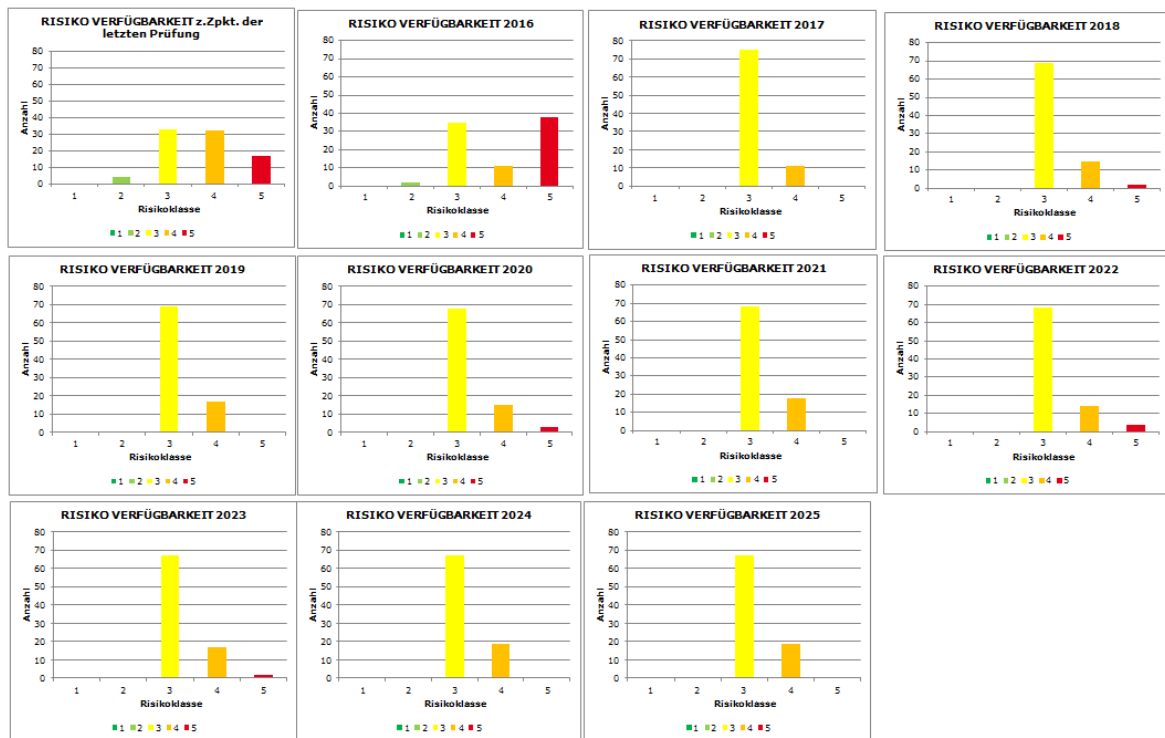 RISIKO VERFÜGBARKEIT z.Zpkt. der
letzten Prüfung
80
70
60
50
40
30
20
10
0
Anzahl
1 2 3 4 5
Risikoklasse
1 2 3 4 5
RISIKO VERFÜGBARKEIT 2016
80
70
60
50
40
30
20
10
0
Anzahl
1 2 3 4 5
Risikoklasse
1 2 3 4 5
RISIKO VERFÜGBARKEIT 2017
80
70
60
50
40
30
20
10
0
Anzahl
1 2 3 4 5
Risikoklasse
1 2 3 4 5
RISIKO VERFÜGBARKEIT 2018
80
70
60
50
40
30
20
10
0
Anzahl
1 2 3 4 5
Risikoklasse
1 2 3 4 5
RISIKO VERFÜGBARKEIT 2019
80
70
60
50
40
30
20
10
0
Anzahl
1 2 3 4 5
Risikoklasse
1 2 3 4 5
RISIKO VERFÜGBARKEIT 2020
80
70
60
50
40
30
20
10
0
Anzahl
1 2 3 4 5
Risikoklasse
1 2 3 4 5
RISIKO VERFÜGBARKEIT 2021
80
70
60
50
40
30
20
10
0
Anzahl
1 2 3 4 5
Risikoklasse
1 2 3 4 5
RISIKO VERFÜGBARKEIT 2022
80
70
60
50
40
30
20
10
0
Anzahl
1 2 3 4 5
Risikoklasse
1 2 3 4 5
RISIKO VERFÜGBARKEIT 2023
80
70
60
50
40
30
20
10
0
Anzahl
1 2 3 4 5
Risikoklasse
1 2 3 4 5
RISIKO VERFÜGBARKEIT 2024
80
70
60
50
40
30
20
10
0
Anzahl
1 2 3 4 5
Risikoklasse
1 2 3 4 5
RISIKO VERFÜGBARKEIT 2025
80
70
60
50
40
30
20
10
0
Anzahl
1 2 3 4 5
Risikoklasse
1 2 3 4 5